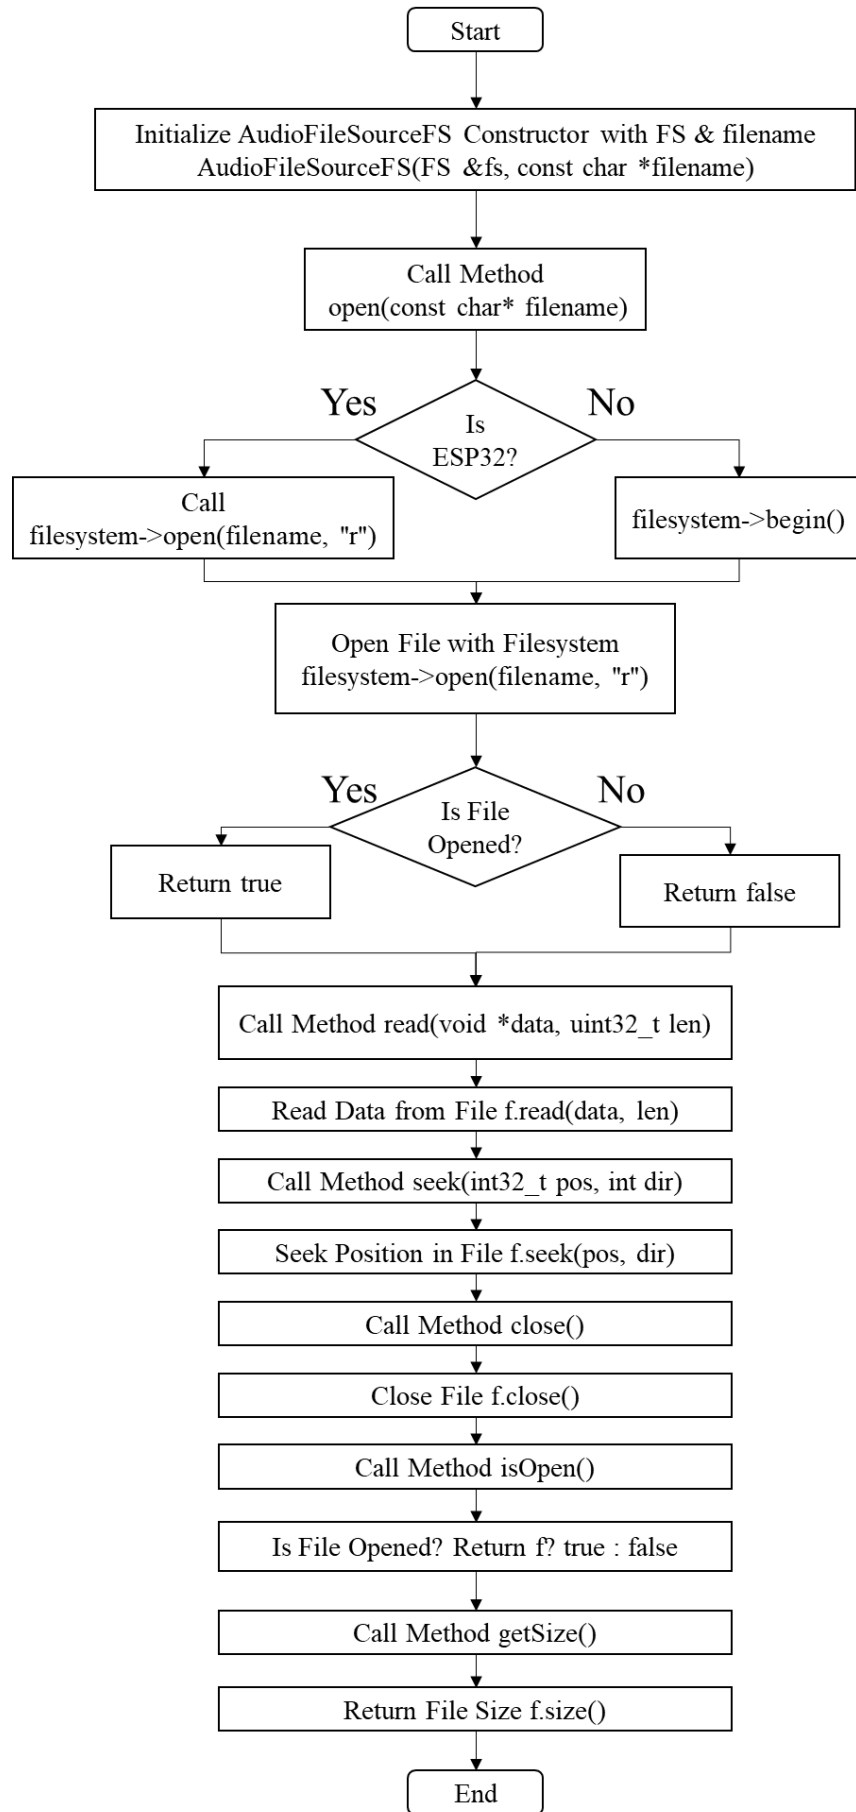 Start
Initialize AudioFileSourceFS Constructor with FS & filename
AudioFileSourceFS(FS &fs, const char *filename)
Call Method
open(const char* filename)
Yes
No
Is
ESP32?
Call
filesystem->open(filename, "r")
filesystem->begin()
Open File with Filesystem
filesystem->open(filename, "r")
Yes
No
Is File
Opened?
Return true
Return false
Call Method read(void *data, uint32_t len)
Read Data from File f.read(data, len)
Call Method seek(int32_t pos, int dir)
Seek Position in File f.seek(pos, dir)
Call Method close()
Close File f.close()
Call Method isOpen()
Is File Opened? Return f? true : false
Call Method getSize()
Return File Size f.size()
End